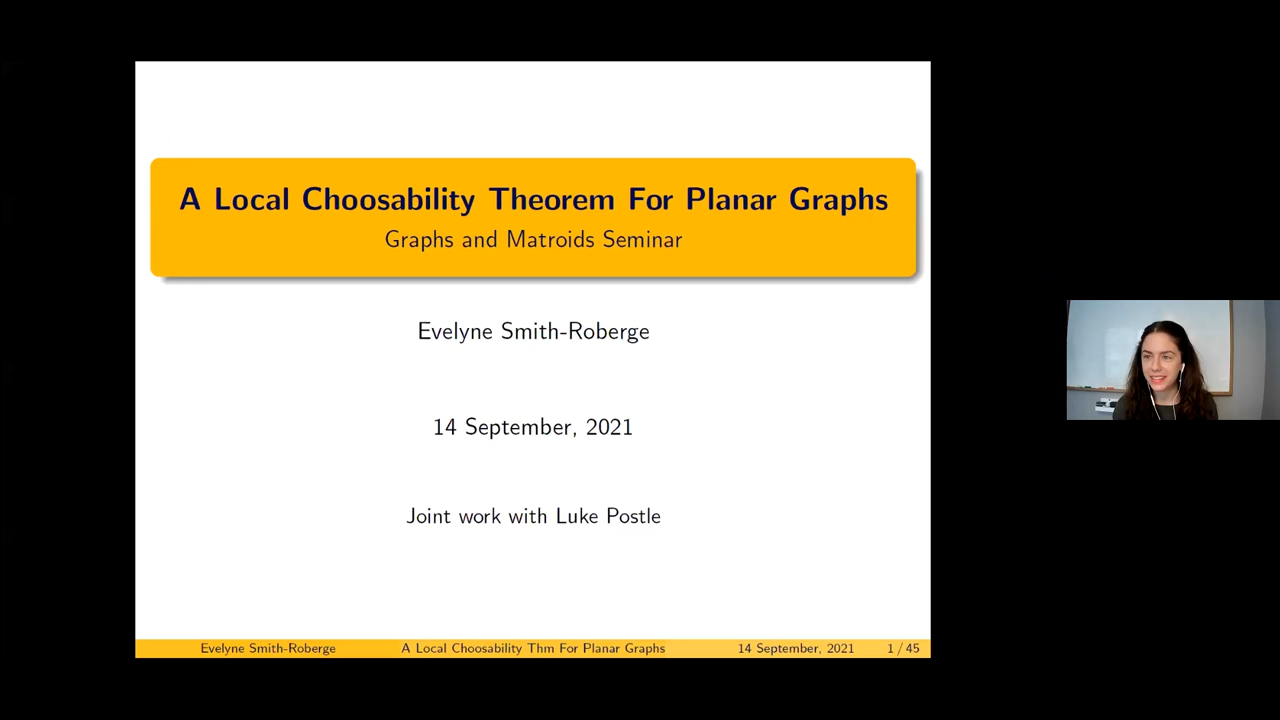 A Local Choosability Theorem For Planar Graphs
Graphs and Matroids Seminar
Evelyne Smith-Roberge
14 September, 2021
Joint work with Luke Postle
Evelyne Smith-Roberge A Local Choosability Thm For Planar Graphs 14 September, 2021 1 / 45